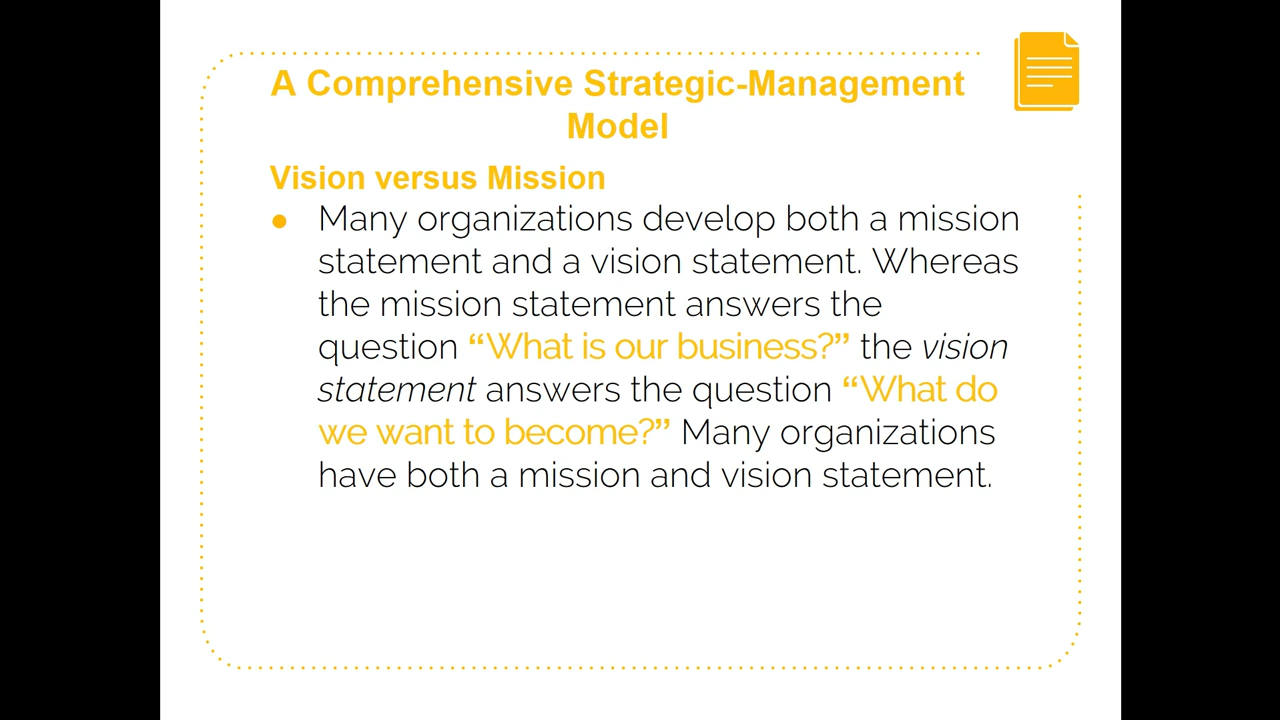 A Comprehensive Strategic-Management
Model
Vision versus Mission
● Many organizations develop both a mission
statement and a vision statement. Whereas
the mission statement answers the
question “What is our business?” the vision
statement answers the question “What do
we want to become?” Many organizations
have both a mission and vision statement.